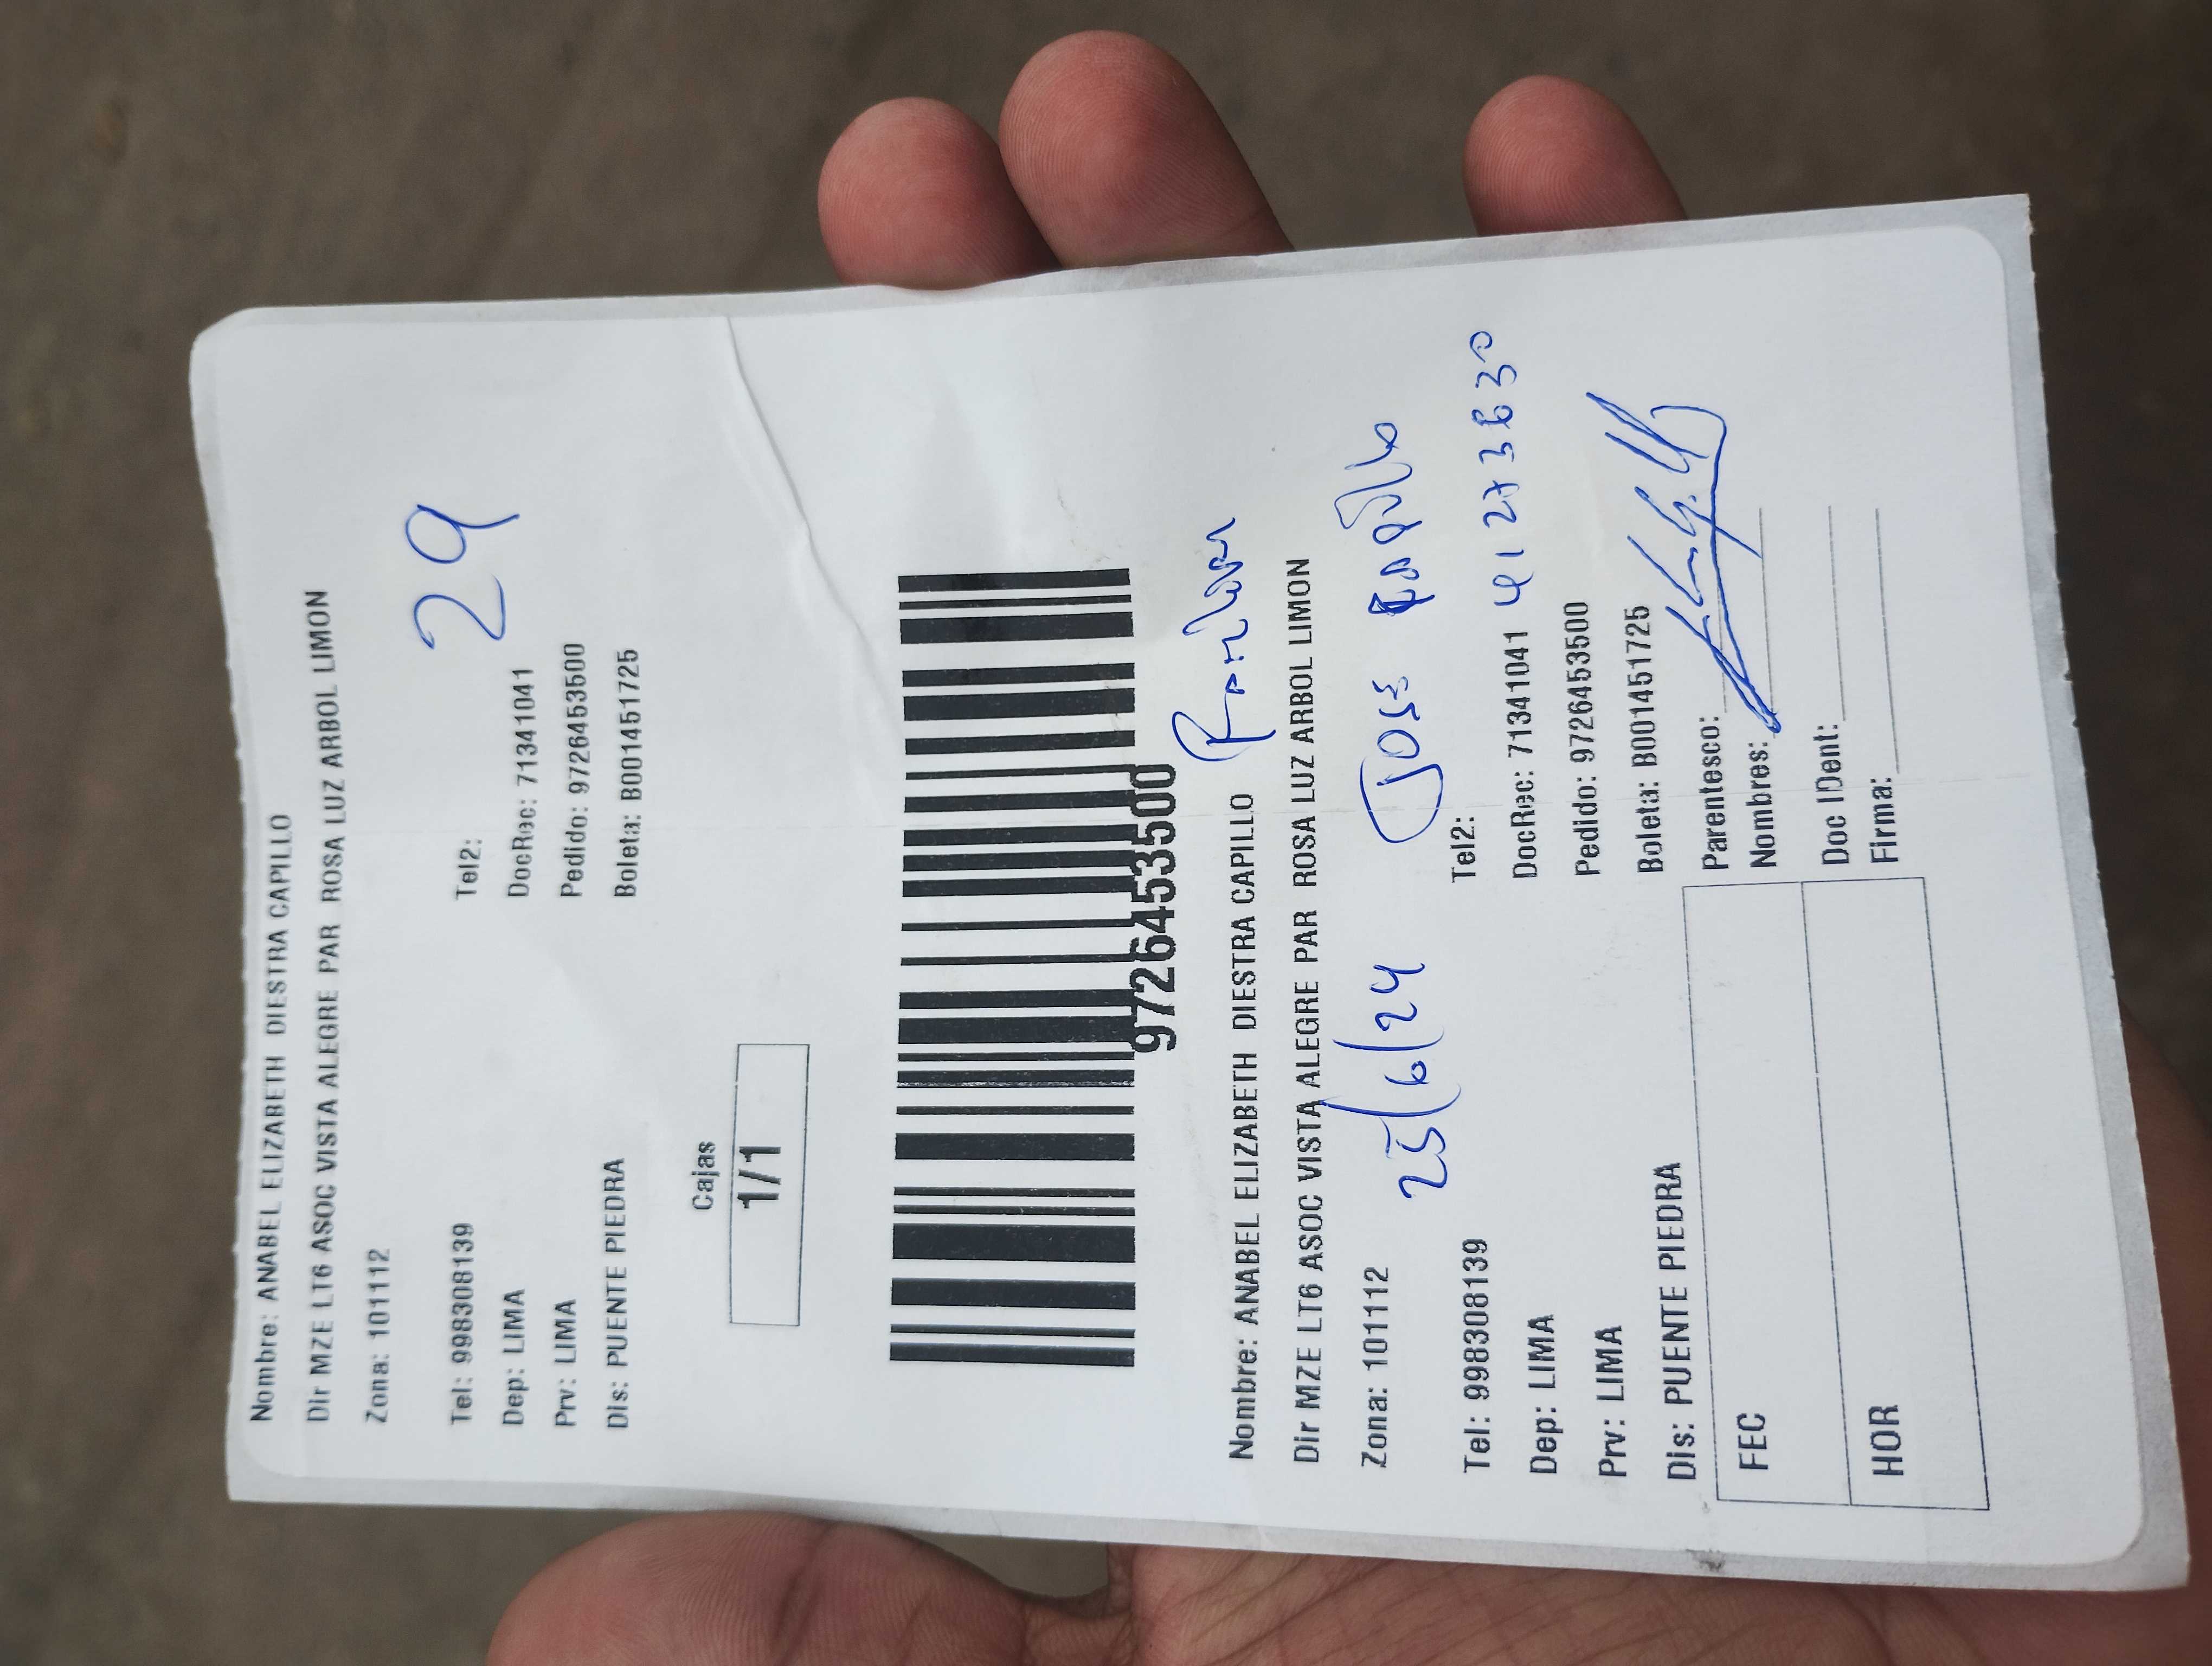 Nombre: ANABEL ELIZABETH DIESTRA CAPILLO
Dir MZE LT6 ASOC VISTA ALEGRE PAR ROSA LUZ ARBOL LIMON
Zona: 101112
29
Tel: 998308139 Tel2:
Dep: LIMA DocRec: 71341041
Prv: LIMA Pedido: 9726453500
Dis: PUENTE PIEDRA Boleta: B001451725
Cajas
1/1
9726453500
Nombre: ANABEL ELIZABETH DIESTRA CAPILLO
Dir MZE LT6 ASOC VISTA ALEGRE PAR ROSA LUZ ARBOL LIMON
Zona: 101112 25/6/24 JOSE
Tel: 998308139 Tel2:
Dep: LIMA DocRec: 71341041 41273630
Prv: LIMA Pedido: 9726453500
Dis: PUENTE PIEDRA Boleta: B001451725
FEC Parentesco:
Nombres:
HOR Doc IDent:
Firma: